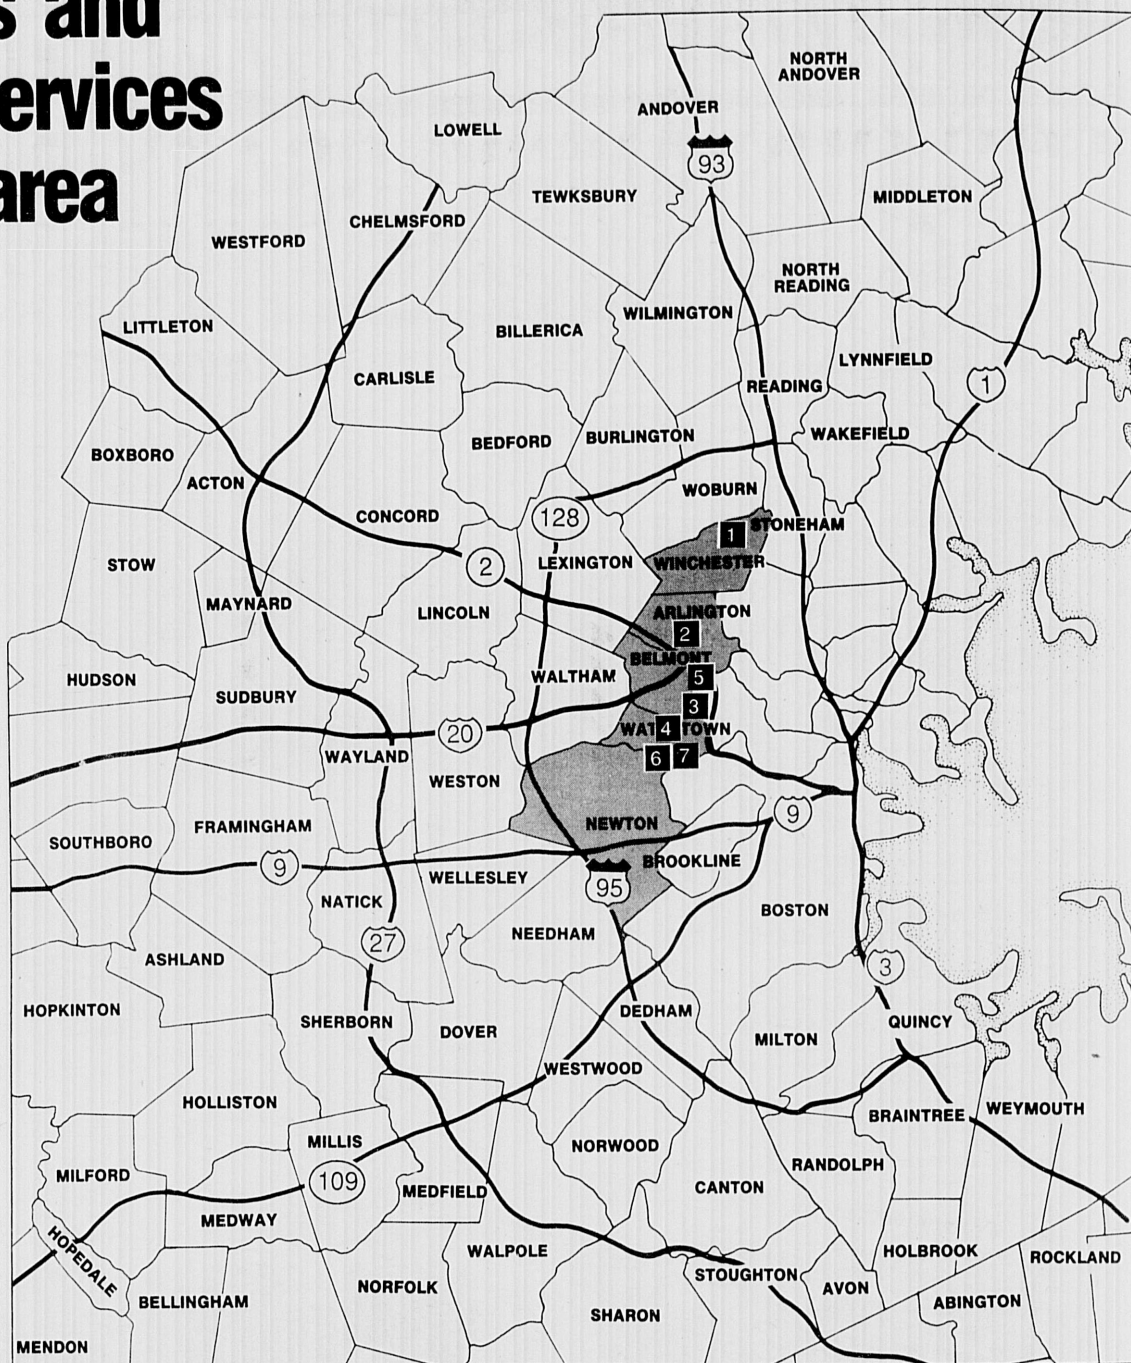 s and
ervices
area
NORTH
ANDOVER
ANDOVER
LOWELL
93
TEWKSBURY
MIDDLETON
CHELMSFORD
WESTFORD
NORTH
READING
LITTLETON
WILMINGTON
BILLERICA
LYNNFIELD
CARLISLE
READING
1
BEDFORD
BURLINGTON
WAKEFIELD
BOXBORO
ACTON
WOBURN
CONCORD
128
STONEHAM
1
STOW
2
LEXINGTON
WINCHESTER
MAYNARD
LINCOLN
ARLINGTON
2
BELMONT
HUDSON
WALTHAM
5
SUDBURY
3
20
WATERTOWN
4
WAYLAND
6
7
WESTON
FRAMINGHAM
NEWTON
9
SOUTHBORO
9
BROOKLINE
WELLESLEY
95
NATICK
BOSTON
27
NEEDHAM
ASHLAND
3
HOPKINTON
SHERBORN
DOVER
DEDHAM
QUINCY
MILTON
WESTWOOD
HOLLISTON
BRAINTREE
WEYMOUTH
MILLIS
NORWOOD
MILFORD
109
MEDFIELD
RANDOLPH
CANTON
MEDWAY
HOPEDALE
WALPOLE
HOLBROOK
ROCKLAND
STOUGHTON
NORFOLK
AVON
BELLINGHAM
SHARON
ABINGTON
MENDON